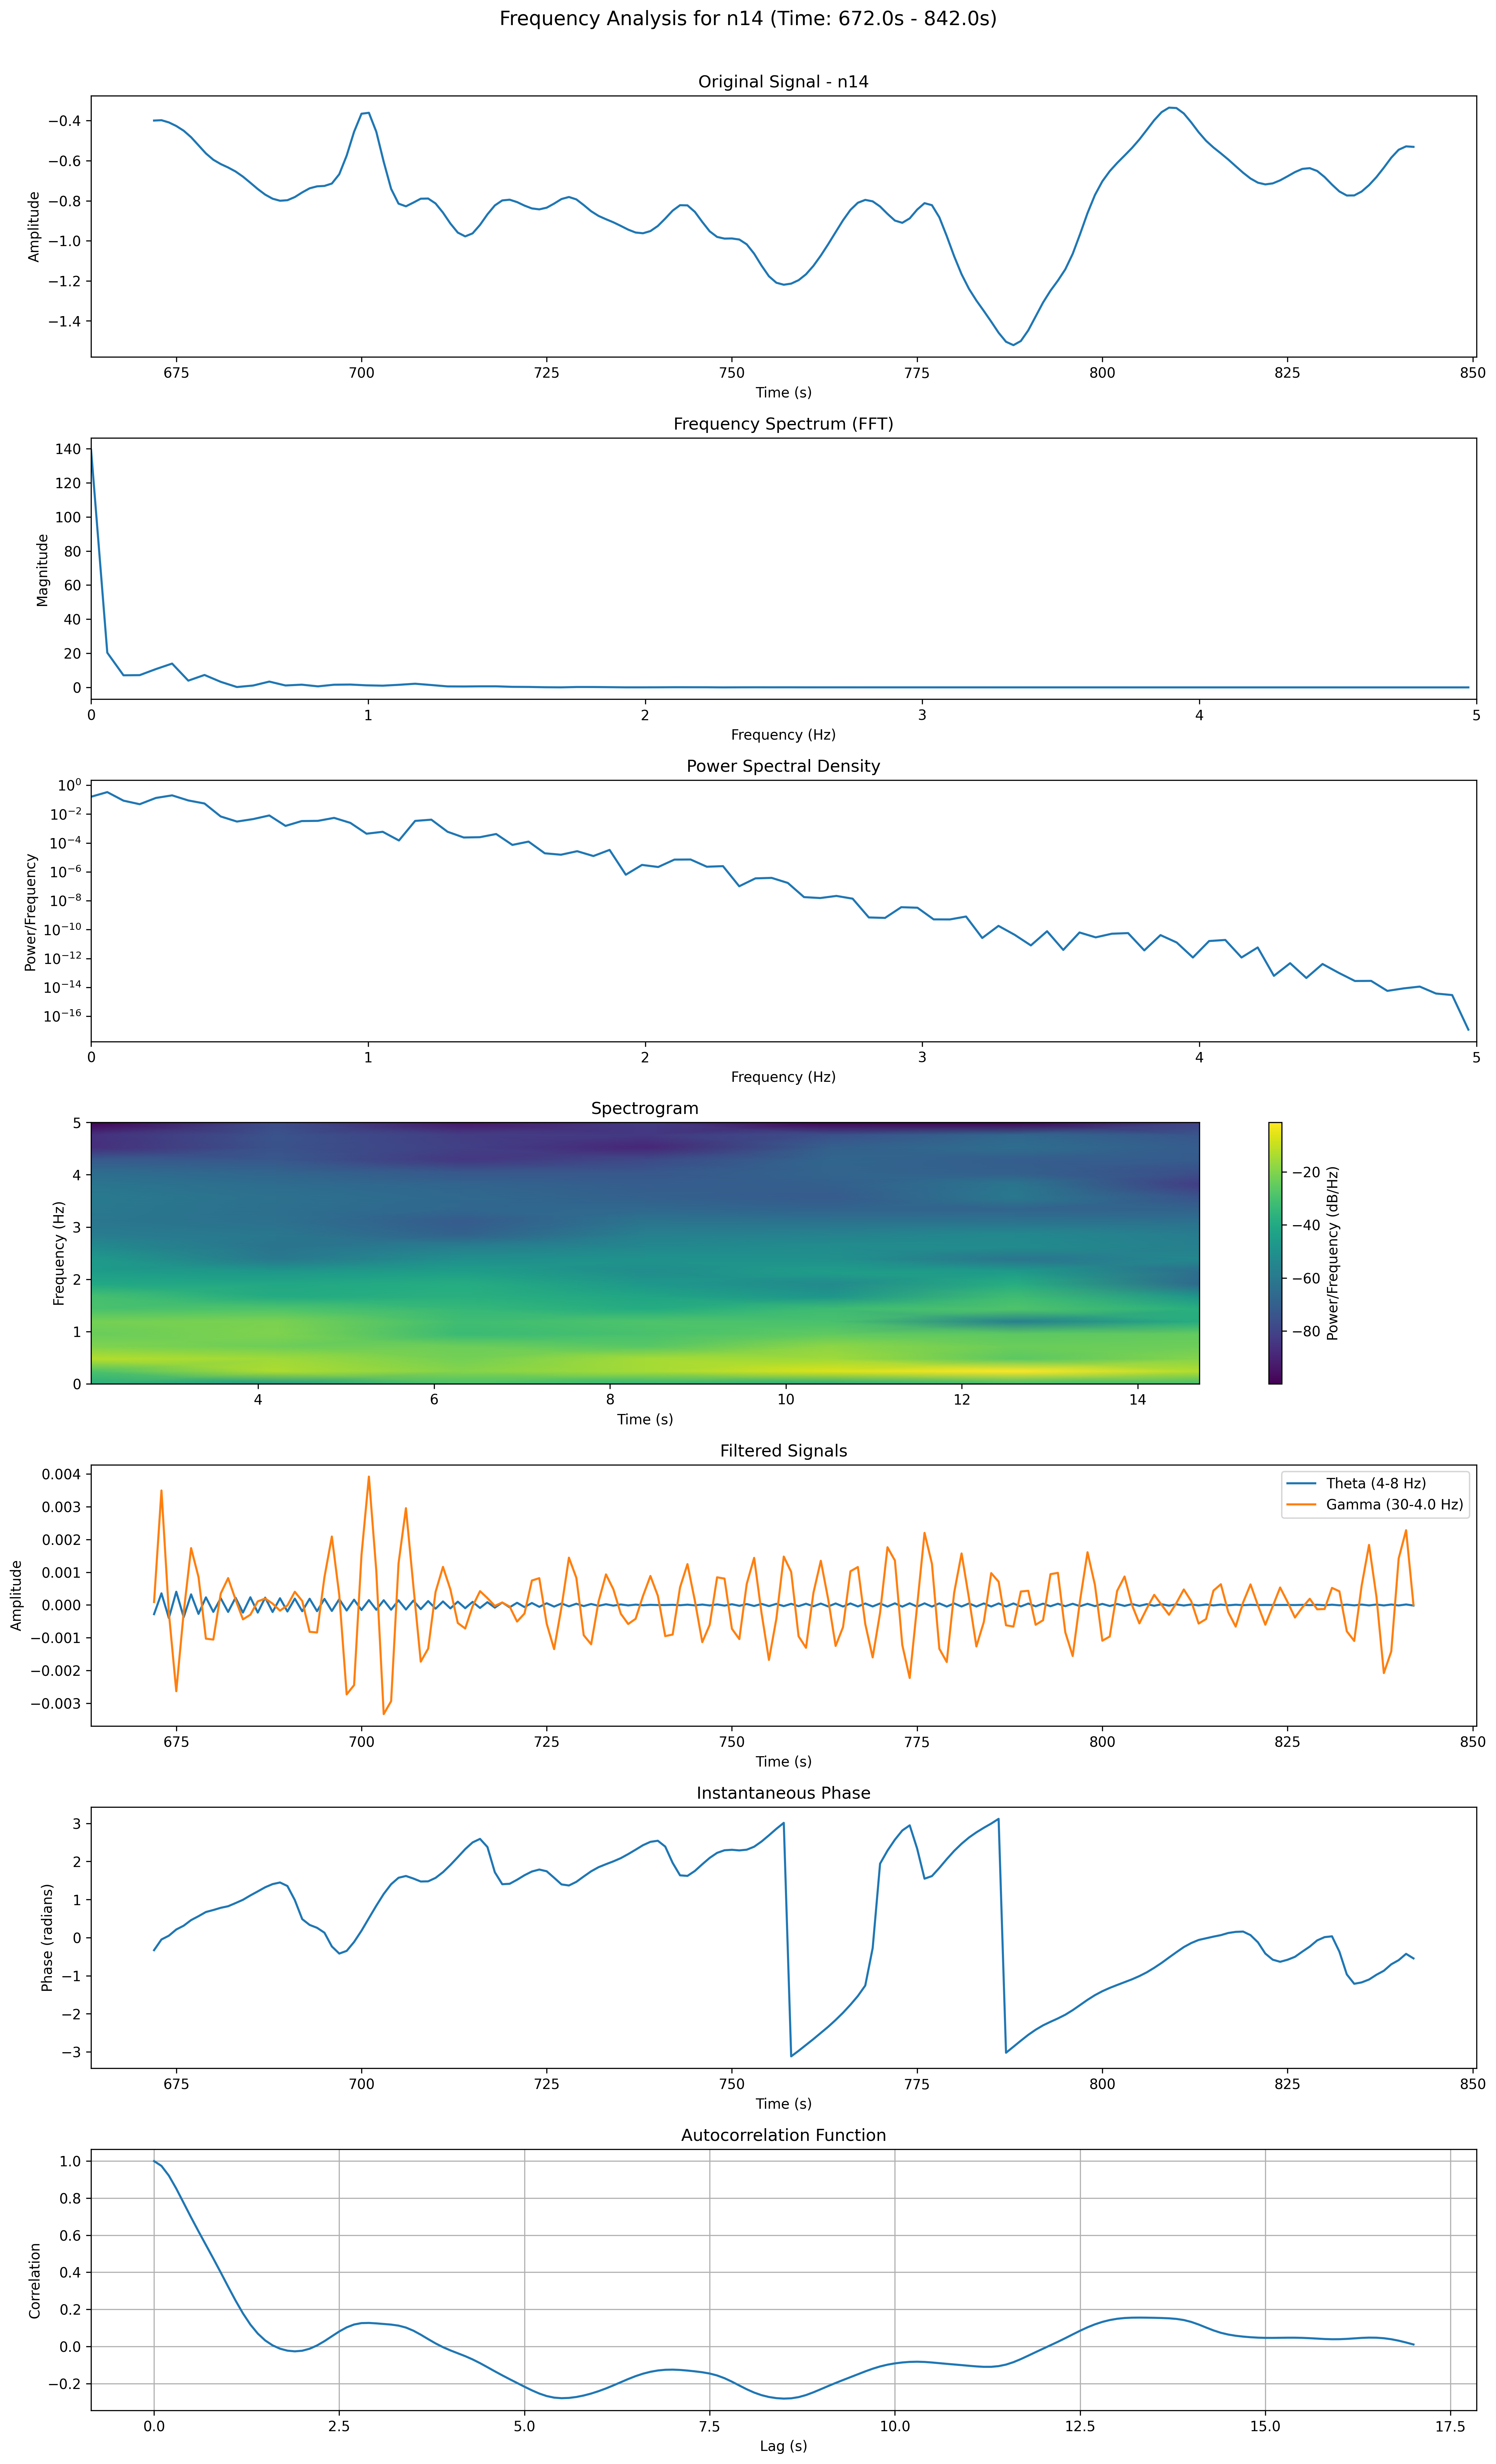 Frequency Analysis for n14 (Time: 672.0s - 842.0s)
Original Signal - n14
Amplitude
−0.4
−0.6
−0.8
−1.0
−1.2
−1.4
675 700 725 750 775 800 825 850
Time (s)
Frequency Spectrum (FFT)
Magnitude
140
120
100
80
60
40
20
0
0 1 2 3 4 5
Frequency (Hz)
Power Spectral Density
Power/Frequency
10⁰
10⁻²
10⁻⁴
10⁻⁶
10⁻⁸
10⁻¹⁰
10⁻¹²
10⁻¹⁴
10⁻¹⁶
0 1 2 3 4 5
Frequency (Hz)
Spectrogram
Frequency (Hz)
5
4
3
2
1
0
4 6 8 10 12 14
Time (s)
−20
−40
−60
−80
Power/Frequency (dB/Hz)
Filtered Signals
Amplitude
0.004
0.003
0.002
0.001
0.000
−0.001
−0.002
−0.003
Theta (4-8 Hz)
Gamma (30-4.0 Hz)
675 700 725 750 775 800 825 850
Time (s)
Instantaneous Phase
Phase (radians)
3
2
1
0
−1
−2
−3
675 700 725 750 775 800 825 850
Time (s)
Autocorrelation Function
Correlation
1.0
0.8
0.6
0.4
0.2
0.0
−0.2
0.0 2.5 5.0 7.5 10.0 12.5 15.0 17.5
Lag (s)